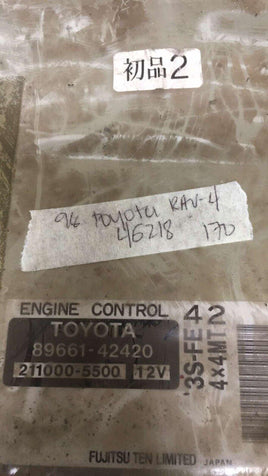 初品2
96 toyota RAV-4
46218 170
ENGINE CONTROL
TOYOTA
89661-42420
211000-5500 12V
42
3S-FE
4x4MT
FUJITSU TEN LIMITED JAPAN